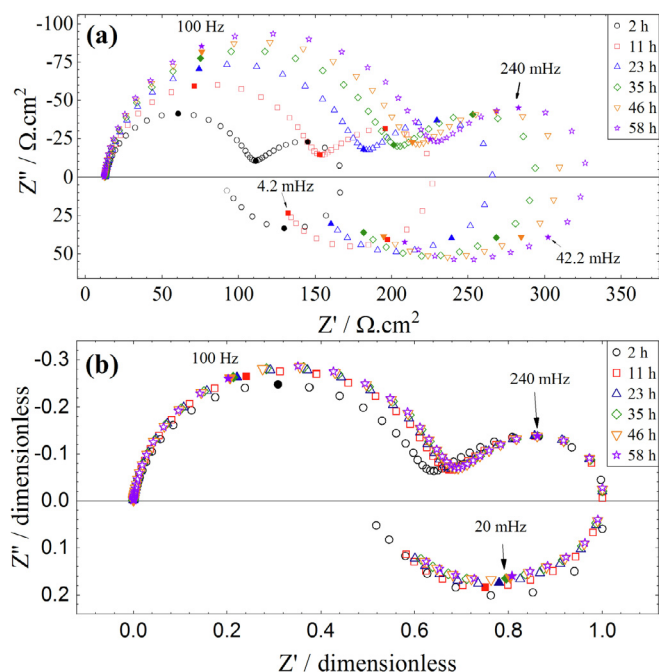 -100
-75
-50
-25
0
25
50
(a)
100 Hz
240 mHz
4.2 mHz
42.2 mHz
2 h
11 h
23 h
35 h
46 h
58 h
Z'' / Ω.cm²
0 50 100 150 200 250 300 350
Z' / Ω.cm²
-0.3
-0.2
-0.1
0.0
0.1
0.2
(b)
100 Hz
240 mHz
20 mHz
2 h
11 h
23 h
35 h
46 h
58 h
Z'' / dimensionless
0.0 0.2 0.4 0.6 0.8 1.0
Z' / dimensionless